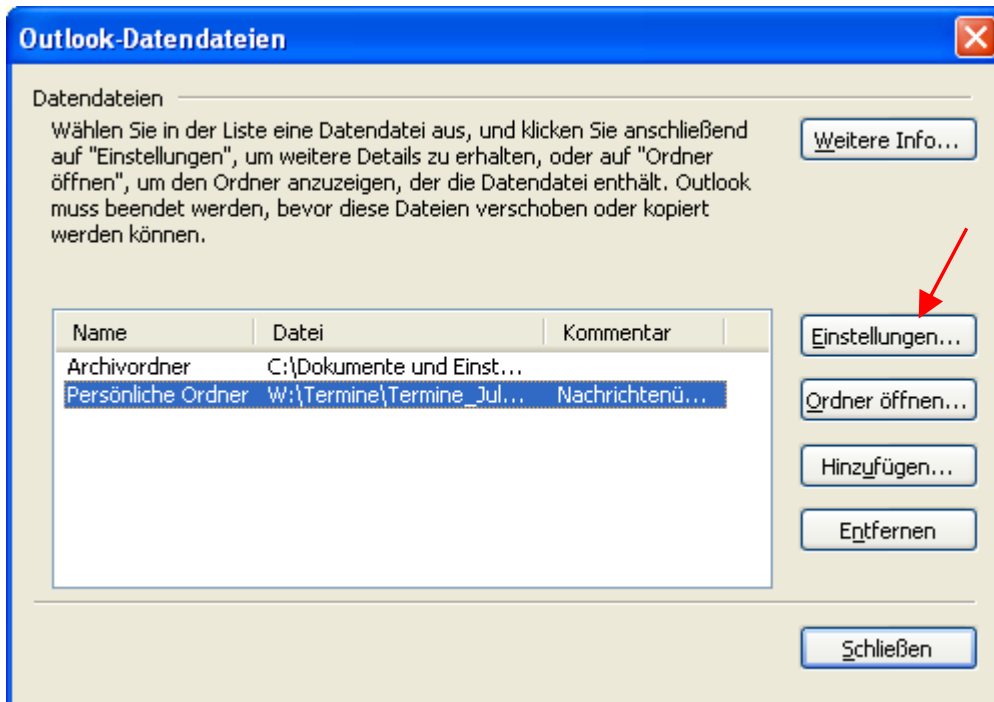 Outlook-Datendateien
Datendateien
Wählen Sie in der Liste eine Datendatei aus, und klicken Sie anschließend
auf "Einstellungen", um weitere Details zu erhalten, oder auf "Ordner
öffnen", um den Ordner anzuzeigen, der die Datendatei enthält. Outlook
muss beendet werden, bevor diese Dateien verschoben oder kopiert
werden können.
Weitere Info...
Name Datei Kommentar
Archivordner C:\Dokumente und Einst...
Persönliche Ordner W:\Termine\Termine_Jul... Nachrichtenü...
Einstellungen...
Ordner öffnen...
Hinzufügen...
Entfernen
Schließen